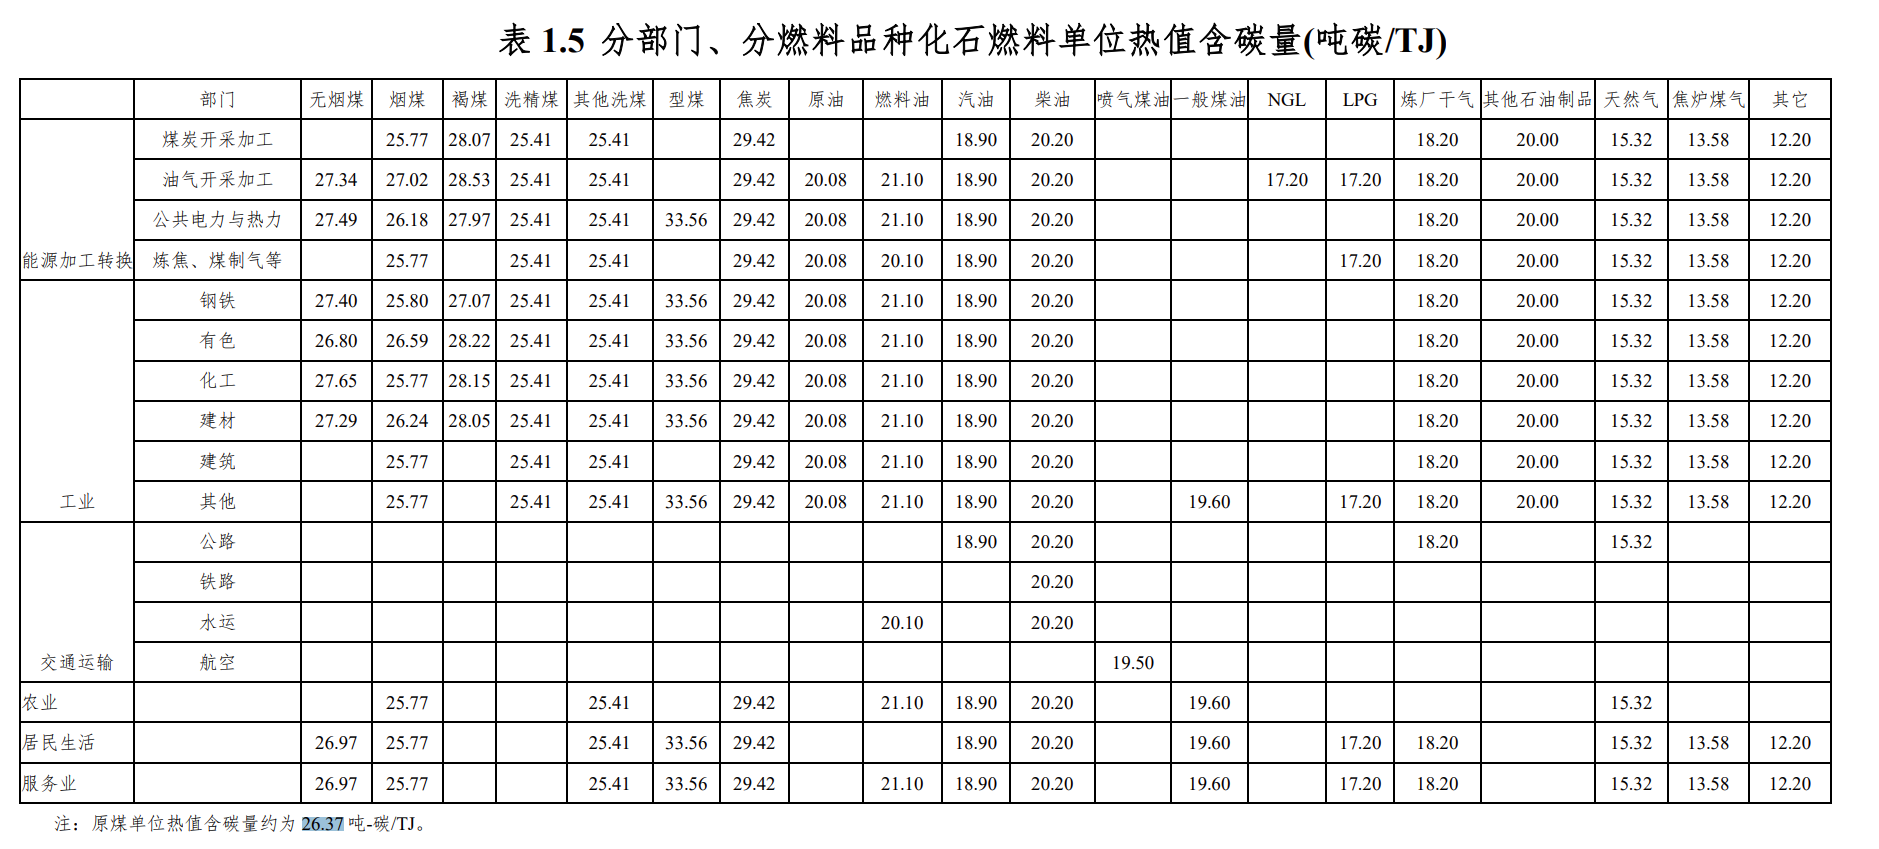 表 1.5 分部门、分燃料品种化石燃料单位热值含碳量(吨碳/TJ)
部门 无烟煤 烟煤 褐煤 洗精煤 其他洗煤 型煤 焦炭 原油 燃料油 汽油 柴油 喷气煤油 一般煤油 NGL LPG 炼厂干气 其他石油制品 天然气 焦炉煤气 其它
煤炭开采加工 25.77 28.07 25.41 25.41 29.42 18.90 20.20 18.20 20.00 15.32 13.58 12.20
油气开采加工 27.34 27.02 28.53 25.41 25.41 29.42 20.08 21.10 18.90 20.20 17.20 17.20 18.20 20.00 15.32 13.58 12.20
公共电力与热力 27.49 26.18 27.97 25.41 25.41 33.56 29.42 20.08 21.10 18.90 20.20 18.20 20.00 15.32 13.58 12.20
能源加工转换 炼焦、煤制气等 25.77 25.41 25.41 29.42 20.08 20.10 18.90 20.20 17.20 18.20 20.00 15.32 13.58 12.20
钢铁 27.40 25.80 27.07 25.41 25.41 33.56 29.42 20.08 21.10 18.90 20.20 18.20 20.00 15.32 13.58 12.20
有色 26.80 26.59 28.22 25.41 25.41 33.56 29.42 20.08 21.10 18.90 20.20 18.20 20.00 15.32 13.58 12.20
化工 27.65 25.77 28.15 25.41 25.41 33.56 29.42 20.08 21.10 18.90 20.20 18.20 20.00 15.32 13.58 12.20
建材 27.29 26.24 28.05 25.41 25.41 33.56 29.42 20.08 21.10 18.90 20.20 18.20 20.00 15.32 13.58 12.20
建筑 25.77 25.41 25.41 29.42 20.08 21.10 18.90 20.20 18.20 20.00 15.32 13.58 12.20
工业 其他 25.77 25.41 25.41 33.56 29.42 20.08 21.10 18.90 20.20 19.60 17.20 18.20 20.00 15.32 13.58 12.20
公路 18.90 20.20 18.20 15.32
铁路 20.20
水运 20.10 20.20
交通运输 航空 19.50
农业 25.77 25.41 29.42 21.10 18.90 20.20 19.60 15.32
居民生活 26.97 25.77 25.41 33.56 29.42 18.90 20.20 19.60 17.20 18.20 15.32 13.58 12.20
服务业 26.97 25.77 25.41 33.56 29.42 21.10 18.90 20.20 19.60 17.20 18.20 15.32 13.58 12.20
注：原煤单位热值含碳量约为 26.37 吨-碳/TJ。